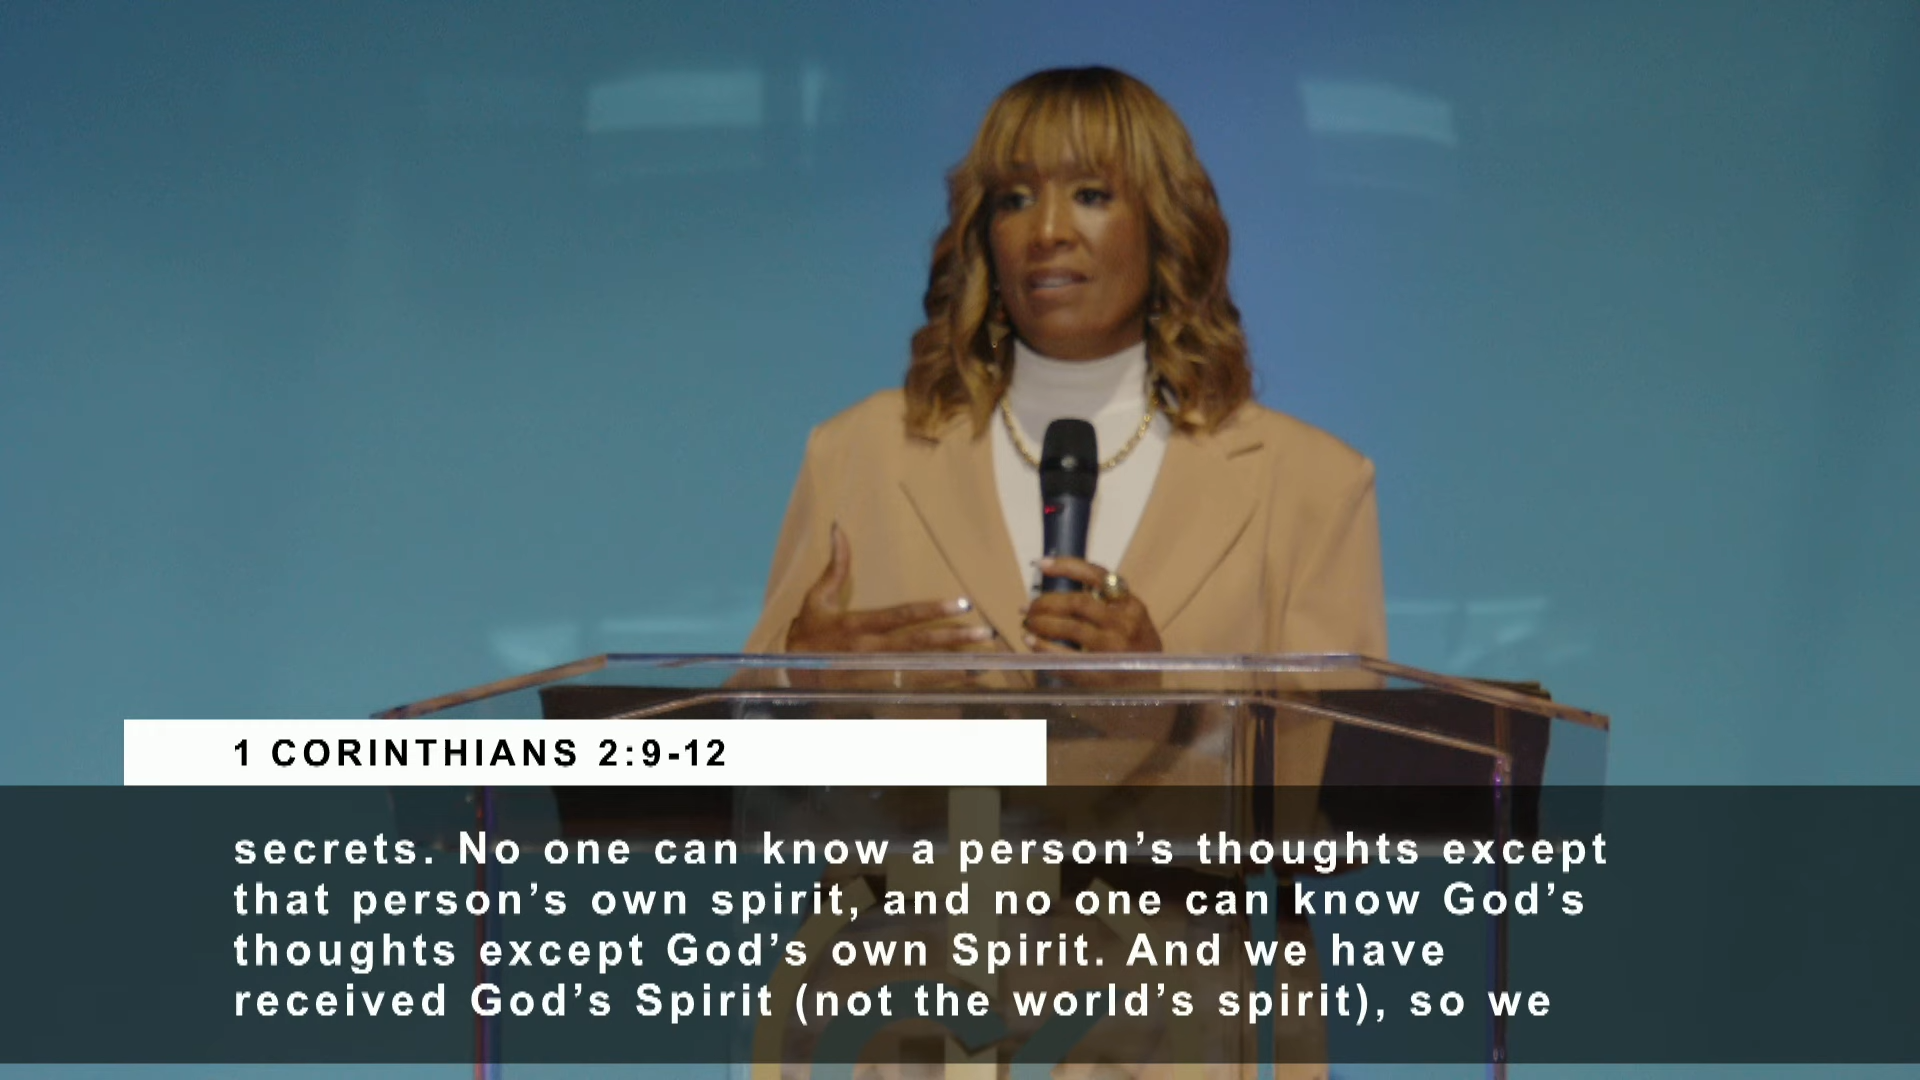 1 CORINTHIANS 2:9-12
secrets. No one can know a person’s thoughts except
that person’s own spirit, and no one can know God’s
thoughts except God’s own Spirit. And we have
received God’s Spirit (not the world’s spirit), so we